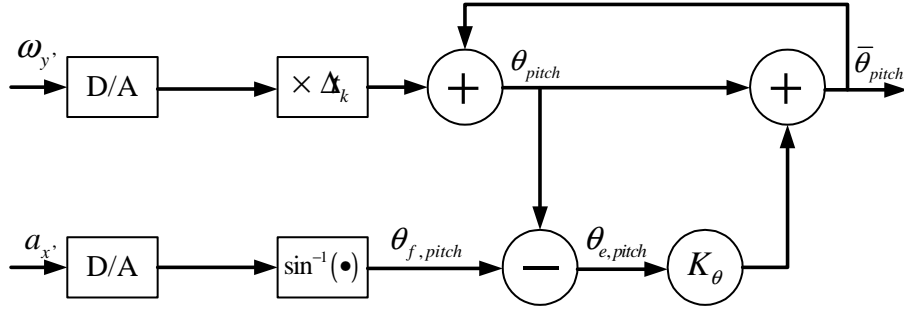 ω_y’
D/A
× Δt_k
+
θ_pitch
+
θ̅_pitch
a_x’
D/A
sin⁻¹(•)
θ_f,pitch
−
θ_e,pitch
K_θ